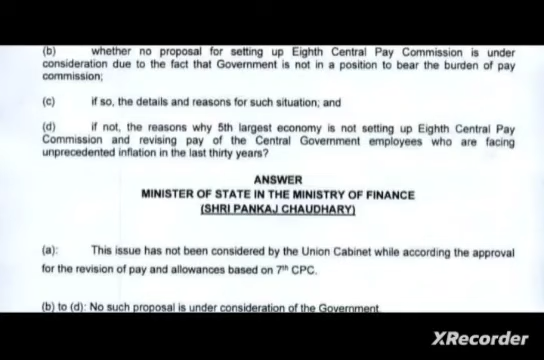 (b) whether no proposal for setting up Eighth Central Pay Commission is under
consideration due to the fact that Government is not in a position to bear the burden of pay
commission;
(c) if so, the details and reasons for such situation; and
(d) if not, the reasons why 5th largest economy is not setting up Eighth Central Pay
Commission and revising pay of the Central Government employees who are facing
unprecedented inflation in the last thirty years?
ANSWER
MINISTER OF STATE IN THE MINISTRY OF FINANCE
(SHRI PANKAJ CHAUDHARY)
(a): This issue has not been considered by the Union Cabinet while according the approval
for the revision of pay and allowances based on 7th CPC.
(b) to (d): No such proposal is under consideration of the Government.
XRecorder